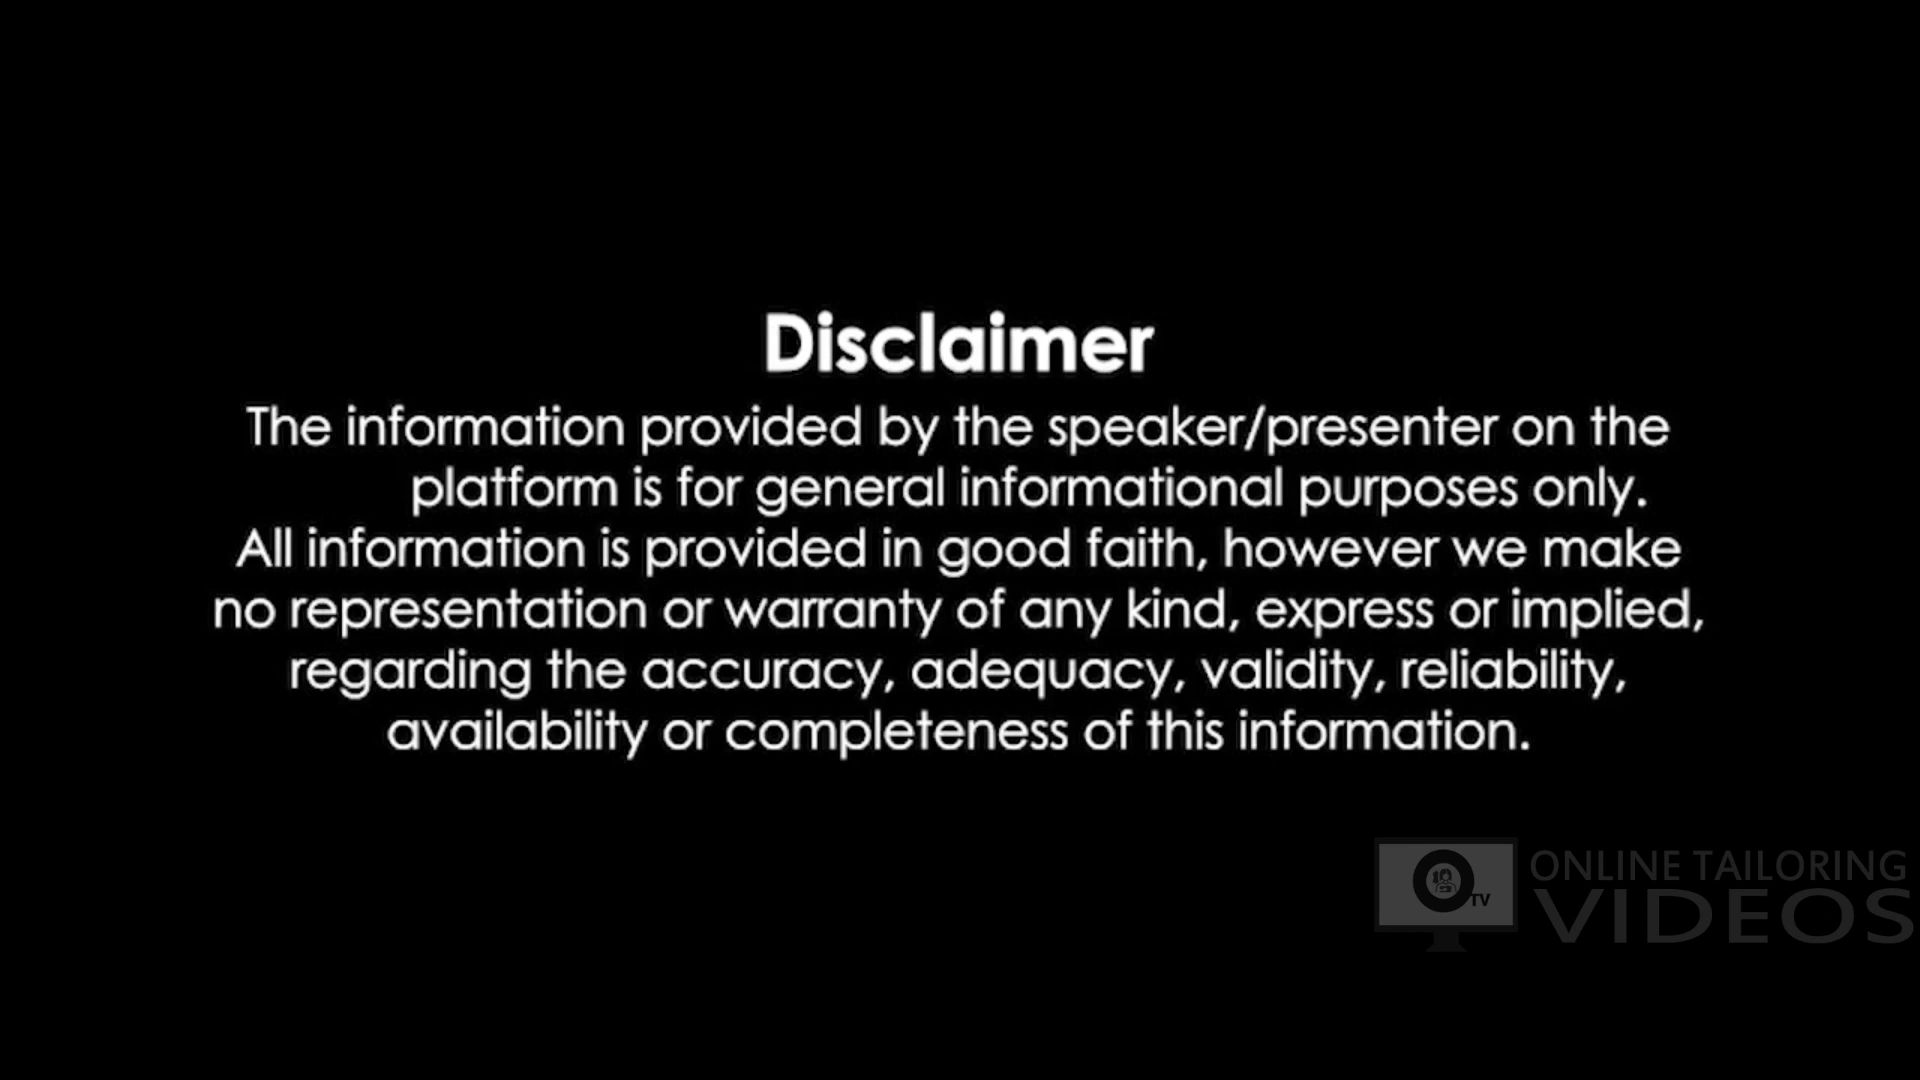 Disclaimer
The information provided by the speaker/presenter on the
platform is for general informational purposes only.
All information is provided in good faith, however we make
no representation or warranty of any kind, express or implied,
regarding the accuracy, adequacy, validity, reliability,
availability or completeness of this information.
TV
ONLINE TAILORING
VIDEOS